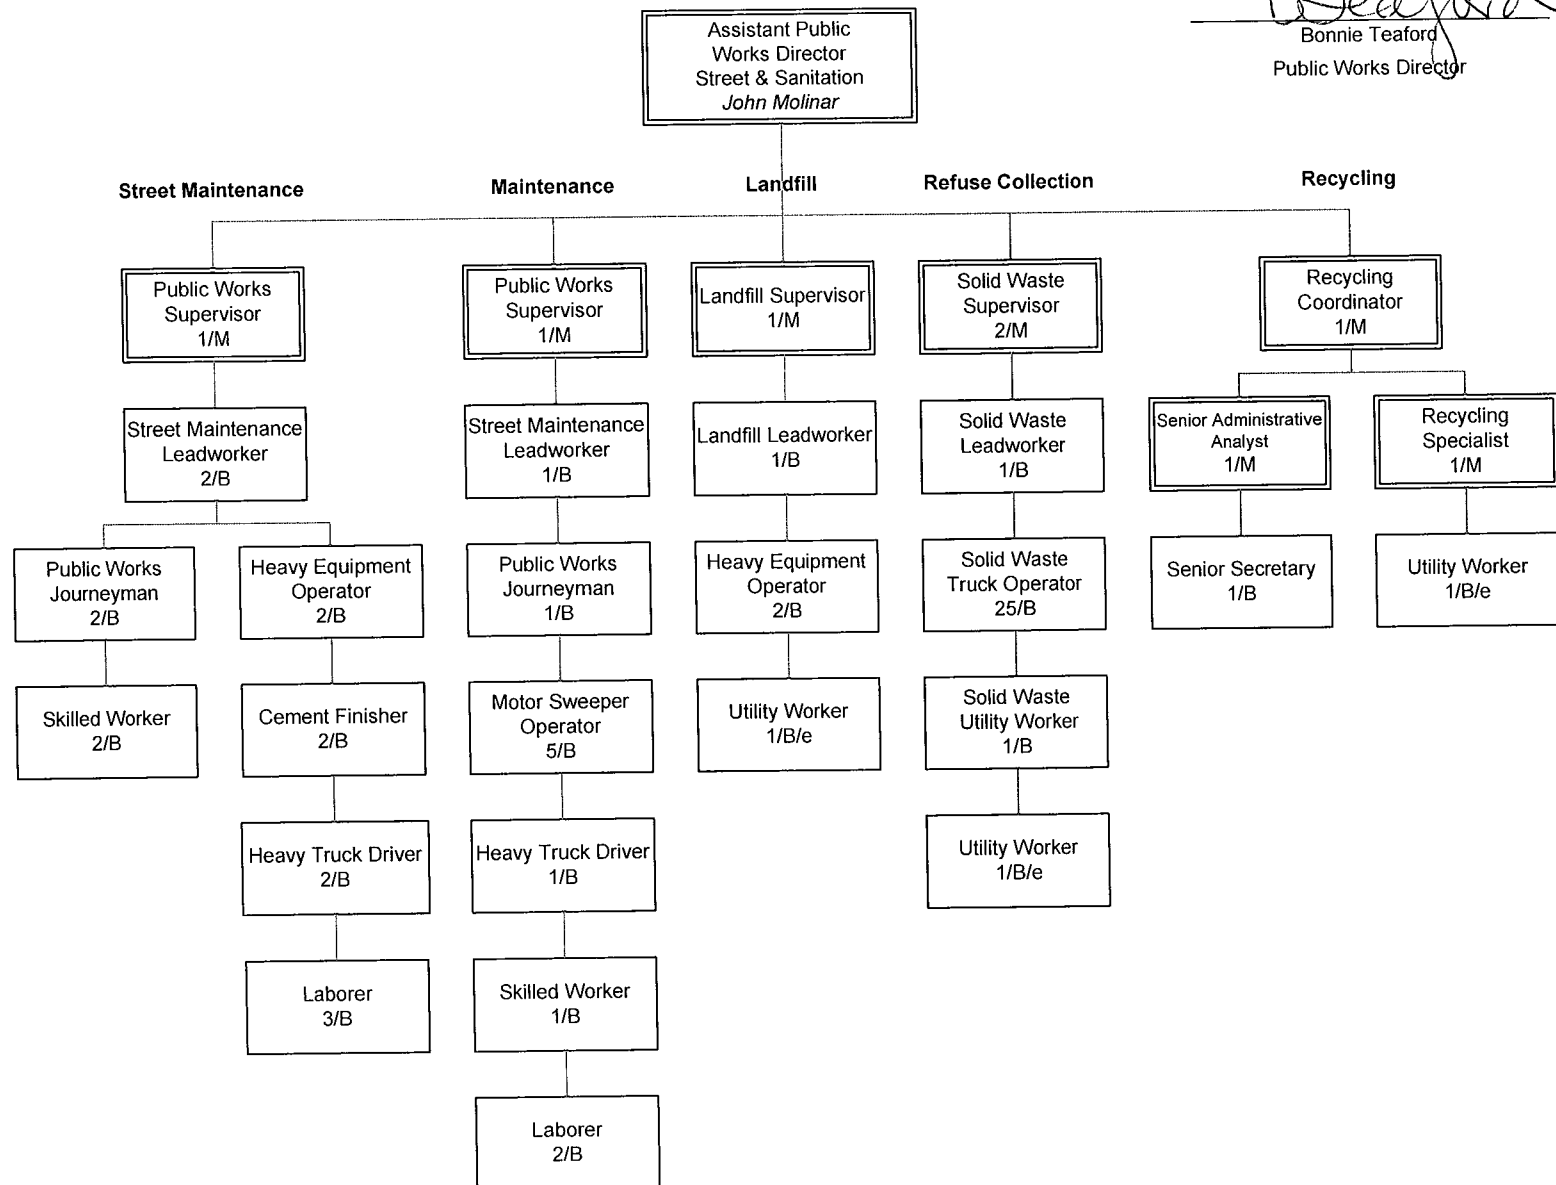 Teaford
Bonnie Teaford
Public Works Director
Assistant Public
Works Director
Street & Sanitation
John Molinar
Street Maintenance
Maintenance
Landfill
Refuse Collection
Recycling
Public Works
Supervisor
1/M
Street Maintenance
Leadworker
2/B
Public Works
Journeyman
2/B
Skilled Worker
2/B
Heavy Equipment
Operator
2/B
Cement Finisher
2/B
Heavy Truck Driver
2/B
Laborer
3/B
Public Works
Supervisor
1/M
Street Maintenance
Leadworker
1/B
Public Works
Journeyman
1/B
Motor Sweeper
Operator
5/B
Heavy Truck Driver
1/B
Skilled Worker
1/B
Laborer
2/B
Landfill Supervisor
1/M
Landfill Leadworker
1/B
Heavy Equipment
Operator
2/B
Utility Worker
1/B/e
Solid Waste
Supervisor
2/M
Solid Waste
Leadworker
1/B
Solid Waste
Truck Operator
25/B
Solid Waste
Utility Worker
1/B
Utility Worker
1/B/e
Recycling
Coordinator
1/M
Senior Administrative
Analyst
1/M
Senior Secretary
1/B
Recycling
Specialist
1/M
Utility Worker
1/B/e